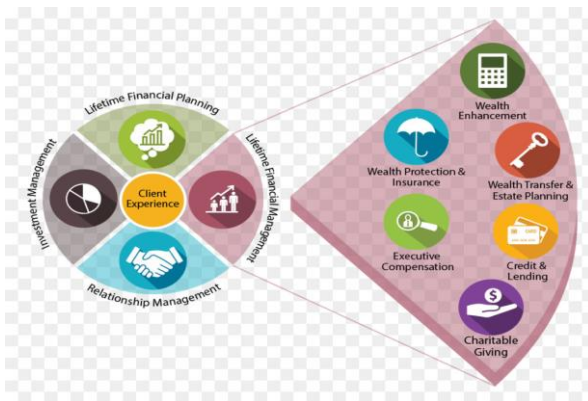 Lifetime Financial Planning
Investment Management
Client
Experience
Lifetime Financial Management
Relationship Management
Wealth
Enhancement
Wealth Protection &
Insurance
Wealth Transfer &
Estate Planning
Executive
Compensation
Credit &
Lending
$
Charitable
Giving